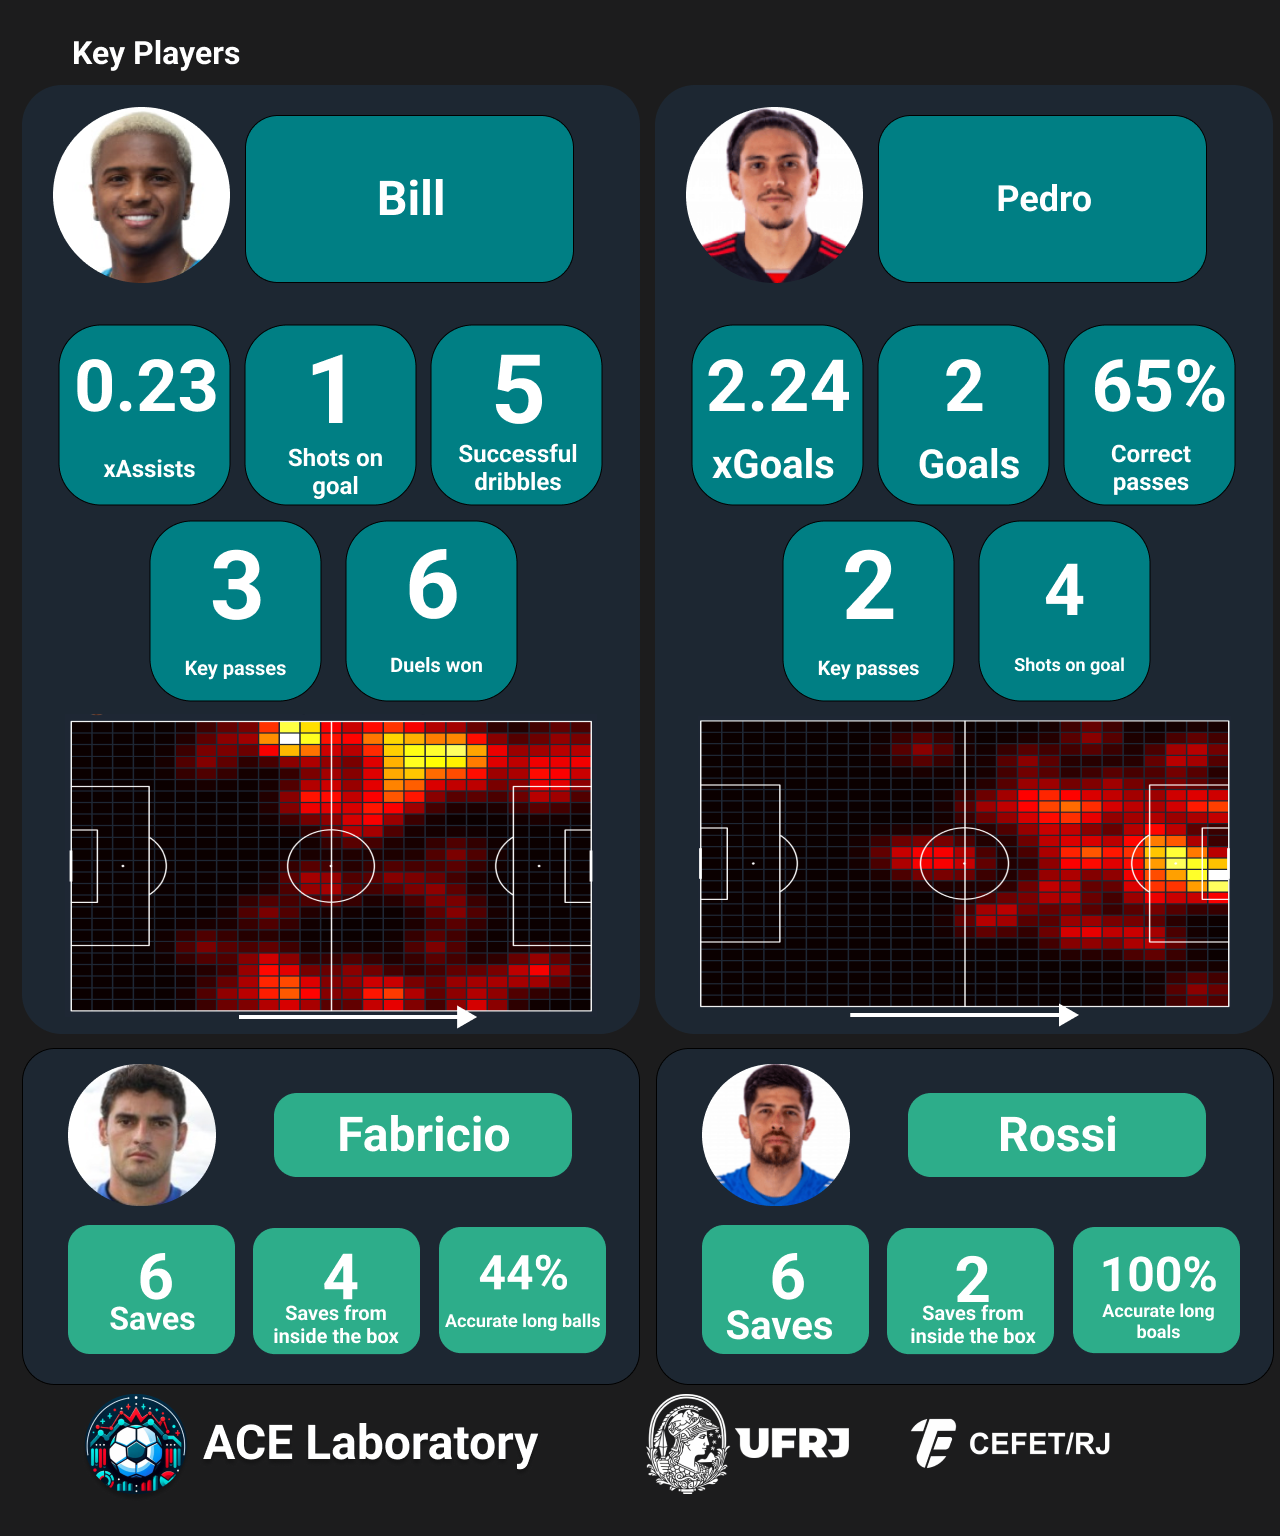 Key Players
Bill
0.23
xAssists
1
Shots on
goal
5
Successful
dribbles
3
Key passes
6
Duels won
Pedro
2.24
xGoals
2
Goals
65%
Correct
passes
2
Key passes
4
Shots on goal
Fabricio
6
Saves
4
Saves from
inside the box
44%
Accurate long balls
Rossi
6
Saves
2
Saves from
inside the box
100%
Accurate long
boals
ACE Laboratory
UFRJ
CEFET/RJ